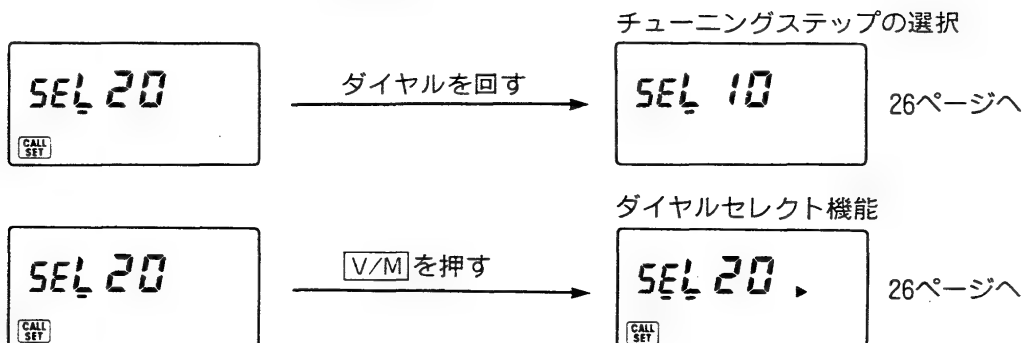 チューニングステップの選択
SEL 20
CALL SET
ダイヤルを回す
SEL 10
26ページへ
ダイヤルセレクト機能
SEL 20
CALL SET
V/Mを押す
SEL 20
CALL SET
26ページへ